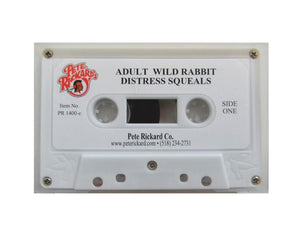 PETE
RICKARD'S
ADULT WILD RABBIT
DISTRESS SQUEALS
Item No.
PR 1400-c
SIDE
ONE
Pete Rickard Co.
www.peterickard.com • (518) 234-2731